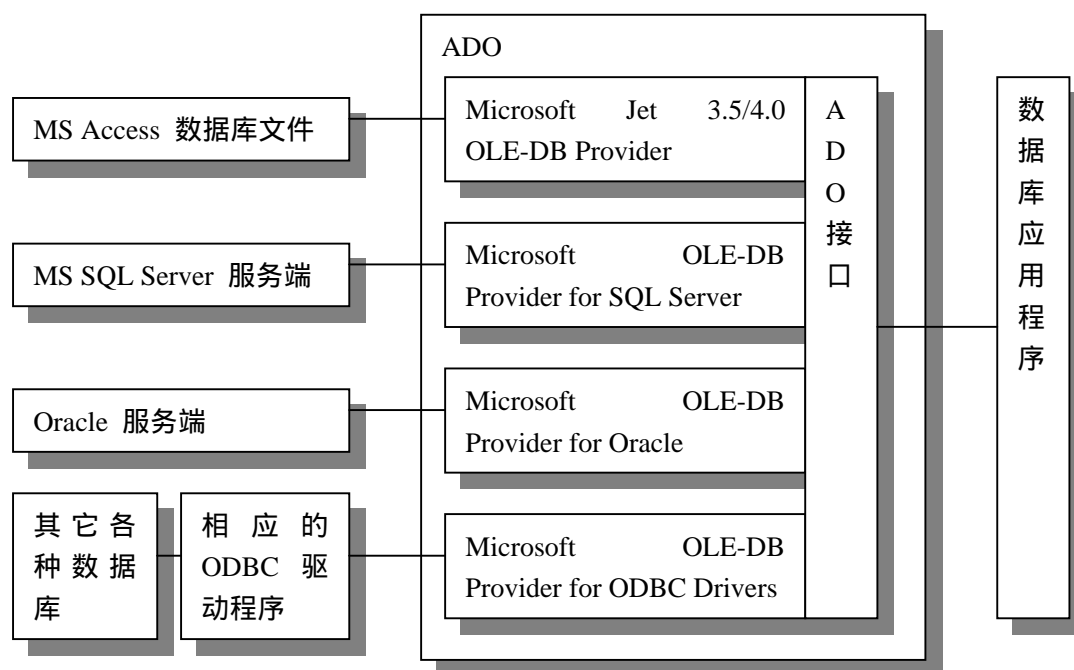 ADO
MS Access 数据库文件
Microsoft Jet 3.5/4.0
OLE-DB Provider
MS SQL Server 服务端
Microsoft OLE-DB
Provider for SQL Server
Oracle 服务端
Microsoft OLE-DB
Provider for Oracle
其它各
种数据
库
相应的
ODBC 驱
动程序
Microsoft OLE-DB
Provider for ODBC Drivers
A
D
O
接
口
数
据
库
应
用
程
序